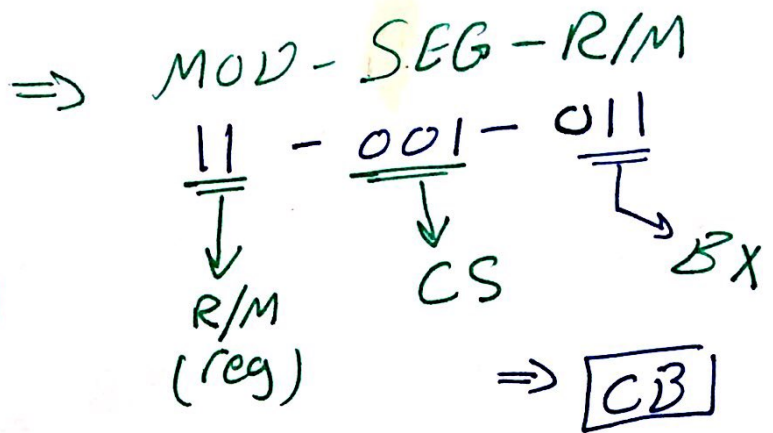 ⇒ MOD - SEG - R/M
11 - 001 - 011
R/M CS BX
(reg)
⇒ CB